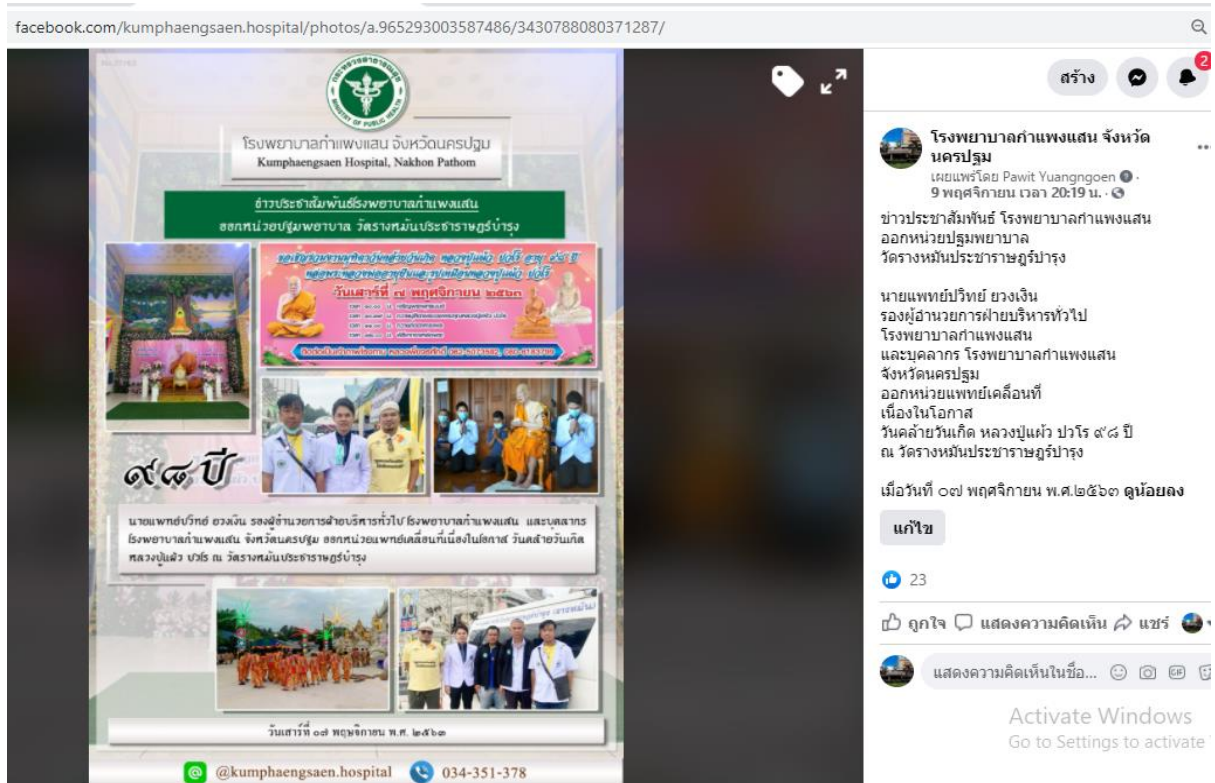 facebook.com/kumphaengsaen.hospital/photos/a.965293003587486/3430788080371287/
กระทรวงสาธารณสุข
MINISTRY OF PUBLIC HEALTH
โรงพยาบาลกำแพงแสน จังหวัดนครปฐม
Kumphaengsaen Hospital, Nakhon Pathom
ข่าวประชาสัมพันธ์โรงพยาบาลกำแพงแสน
ออกหน่วยปฐมพยาบาล วัดรางหมันประชาราษฎร์บำรุง
วันเสาร์ที่ ๗ พฤศจิกายน ๒๕๖๓
๙๘ ปี
นายแพทย์ปวิทย์ ยวงเงิน รองผู้อำนวยการฝ่ายบริหารทั่วไป โรงพยาบาลกำแพงแสน และบุคลากร
โรงพยาบาลกำแพงแสน จังหวัดนครปฐม ออกหน่วยแพทย์เคลื่อนที่เนื่องในโอกาส วันคล้ายวันเกิด
หลวงปู่แผ้ว ปวโร ณ วัดรางหมันประชาราษฎร์บำรุง
วันเสาร์ที่ ๐๗ พฤศจิกายน พ.ศ. ๒๕๖๓
@kumphaengsaen.hospital 034-351-378
สร้าง
2
โรงพยาบาลกำแพงแสน จังหวัด
นครปฐม
เผยแพร่โดย Pawit Yuangngoen ·
9 พฤศจิกายน เวลา 20:19 น. ·
ข่าวประชาสัมพันธ์ โรงพยาบาลกำแพงแสน
ออกหน่วยปฐมพยาบาล
วัดรางหมันประชาราษฎร์บำรุง
นายแพทย์ปวิทย์ ยวงเงิน
รองผู้อำนวยการฝ่ายบริหารทั่วไป
โรงพยาบาลกำแพงแสน
และบุคลากร โรงพยาบาลกำแพงแสน
จังหวัดนครปฐม
ออกหน่วยแพทย์เคลื่อนที่
เนื่องในโอกาส
วันคล้ายวันเกิด หลวงปู่แผ้ว ปวโร ๙๘ ปี
ณ วัดรางหมันประชาราษฎร์บำรุง
เมื่อวันที่ ๐๗ พฤศจิกายน พ.ศ.๒๕๖๓ ดูน้อยลง
แก้ไข
23
ถูกใจ แสดงความคิดเห็น แชร์
แสดงความคิดเห็นในชื่อ...
GIF
Activate Windows
Go to Settings to activate